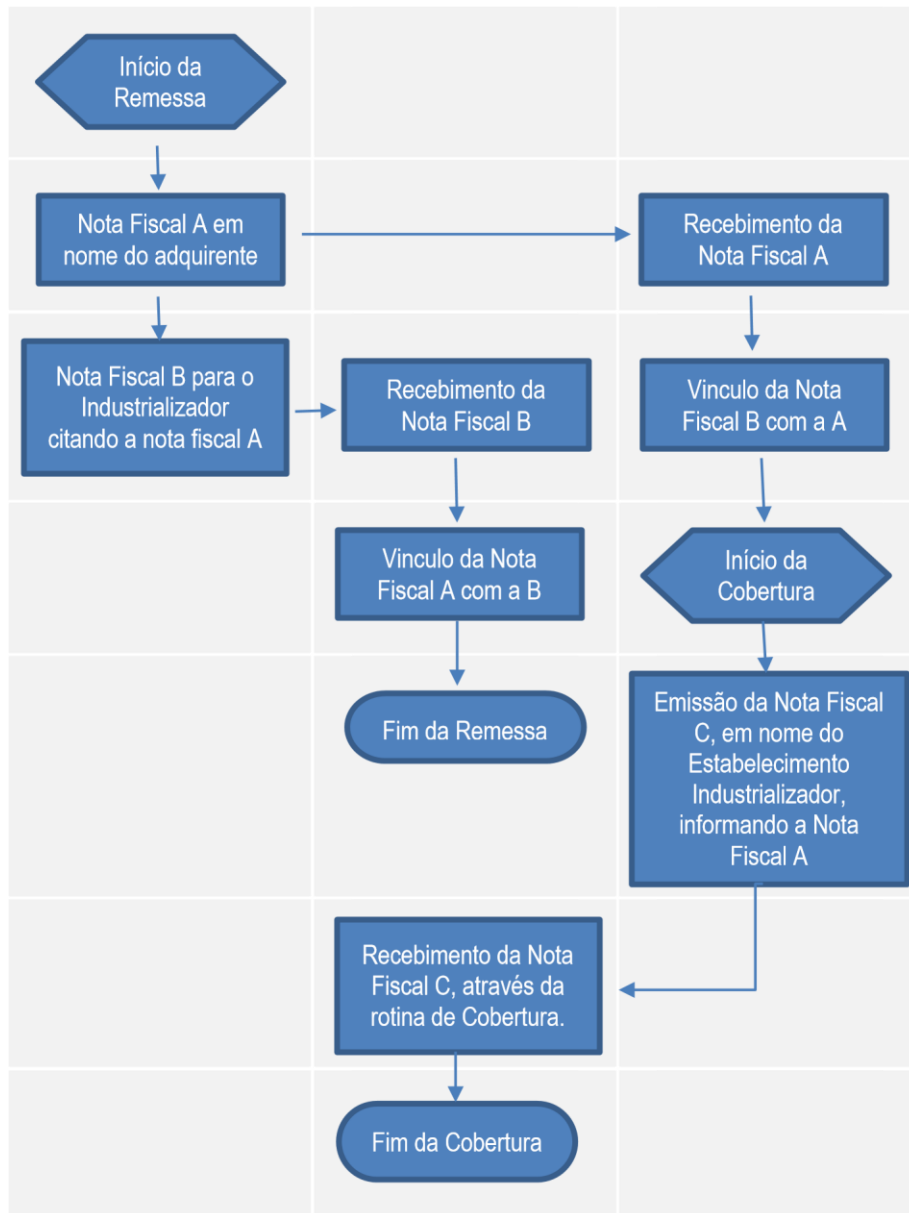 Início da
Remessa
Nota Fiscal A em
nome do adquirente
Recebimento da
Nota Fiscal A
Nota Fiscal B para o
Industrializador
citando a nota fiscal A
Recebimento da
Nota Fiscal B
Vinculo da Nota
Fiscal B com a A
Vinculo da Nota
Fiscal A com a B
Início da
Cobertura
Fim da Remessa
Emissão da Nota Fiscal
C, em nome do
Estabelecimento
Industrializador,
informando a Nota
Fiscal A
Recebimento da Nota
Fiscal C, através da
rotina de Cobertura.
Fim da Cobertura